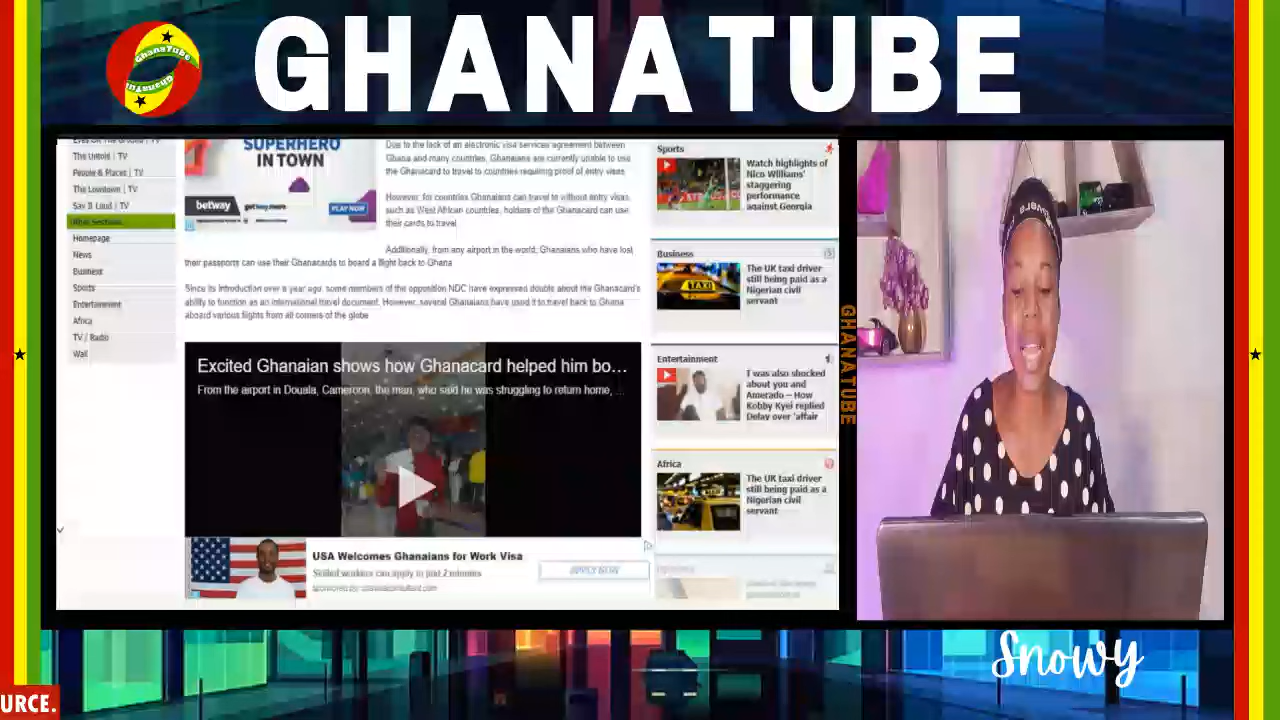 GHANATUBE
GhanaTube
GhanaTube
SUPERHERO
IN TOWN
betway
PLAY NOW
The Untold | TV
People & Places | TV
The Lowdown | TV
Say It Loud | TV
Other Sections
Homepage
News
Business
Sports
Entertainment
Africa
TV / Radio
Wall
Due to the lack of an electronic visa services agreement between
Ghana and many countries, Ghanaians are currently unable to use
the Ghanacard to travel to countries requiring proof of entry visas
However, for countries Ghanaians can travel to without entry visas,
such as West African countries, holders of the Ghanacard can use
their cards to travel
Additionally, from any airport in the world, Ghanaians who have lost
their passports can use their Ghanacards to board a flight back to Ghana
Since its introduction over a year ago, some members of the opposition NDC have expressed doubts about the Ghanacard's
ability to function as an international travel document. However, several Ghanaians have used it to travel back to Ghana
aboard various flights from all corners of the globe
Excited Ghanaian shows how Ghanacard helped him bo...
From the airport in Douala, Cameroon, the man, who said he was struggling to return home, ...
USA Welcomes Ghanaians for Work Visa
Skilled workers can apply in just 2 minutes
APPLY NOW
Sports
Watch highlights of
Nico Williams'
staggering
performance
against Georgia
Business
TAXI
The UK taxi driver
still being paid as a
Nigerian civil
servant
Entertainment
I was also shocked
about you and
Amerado – How
Kobby Kyei replied
Delay over 'affair
Africa
The UK taxi driver
still being paid as a
Nigerian civil
servant
GHANATUBE
Snowy
URCE.